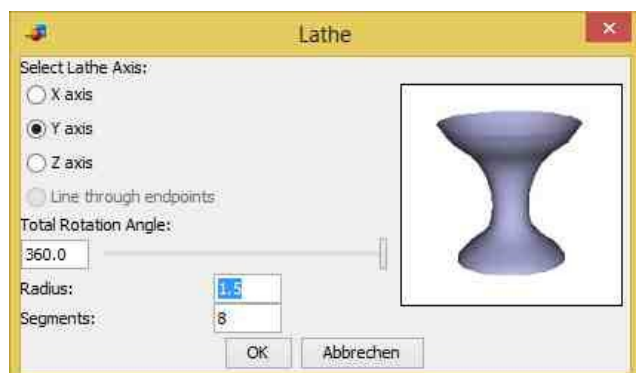 Lathe
Select Lathe Axis:
X axis
Y axis
Z axis
Line through endpoints
Total Rotation Angle:
360.0
Radius: 1.5
Segments: 8
OK Abbrechen